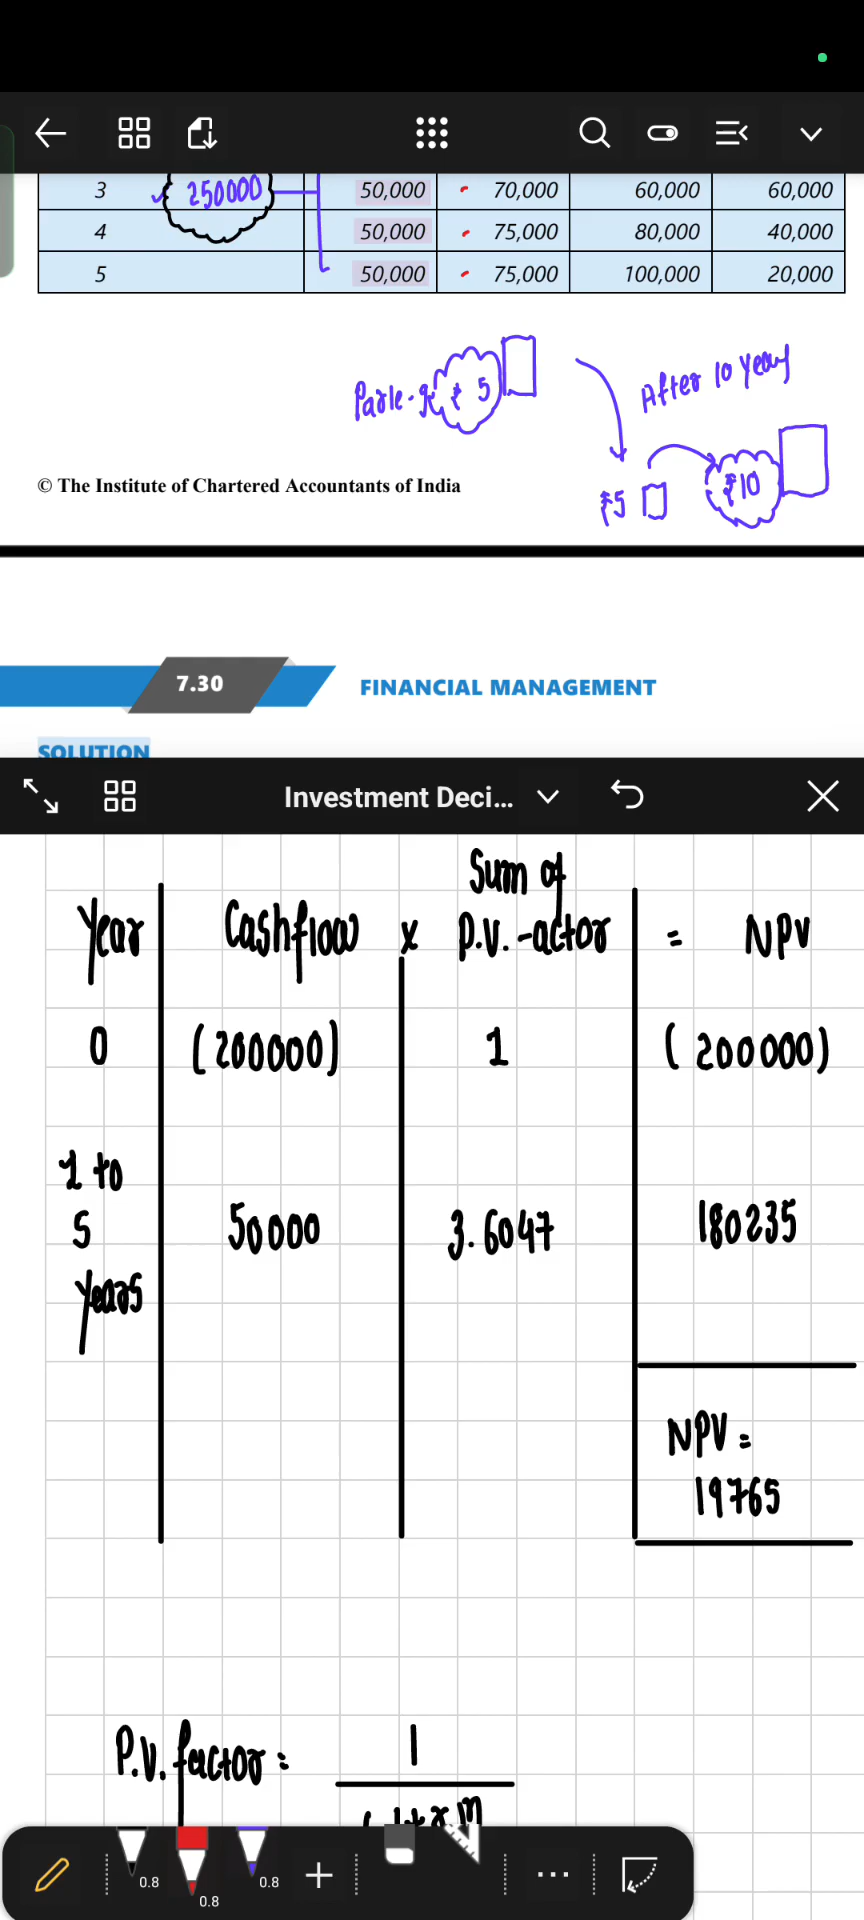 3 250000 50,000 70,000 60,000 60,000
4 50,000 75,000 80,000 40,000
5 50,000 75,000 100,000 20,000
Parle-g ₹ 5
After 10 years
₹5 ₹10
© The Institute of Chartered Accountants of India
7.30 FINANCIAL MANAGEMENT
SOLUTION
Investment Deci...
Sum of
Year Cashflow x P.V.-actor = NPV
0 (200000) 1 (200000)
1 to
5 50000 3.6047 180235
years
NPV =
19765
P.V. factor = 1
0.8 0.8 0.8